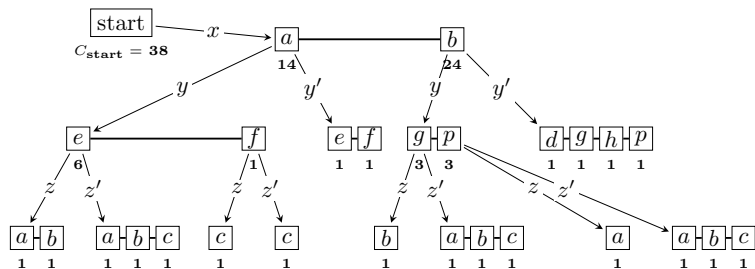 start x a b
C_start = 38 14 24
y y′ y y′
e f e f g p d g h p
6 1 1 1 3 3 1 1 1 1
z z′ z z′ z z′ z z′
a b a b c c c b a b c a a b c
1 1 1 1 1 1 1 1 1 1 1 1 1 1 1